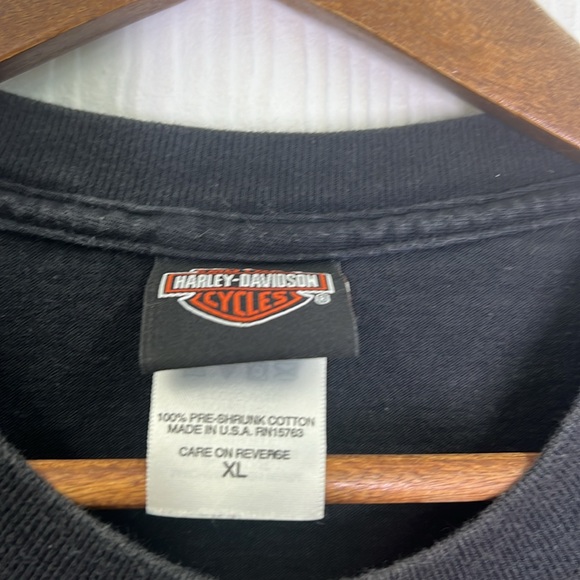 HARLEY-DAVIDSON
CYCLES
®
100% PRE-SHRUNK COTTON
MADE IN U.S.A. RN15763
CARE ON REVERSE
XL